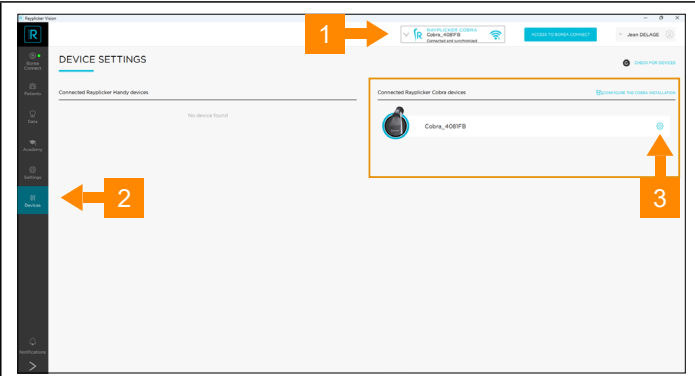 Rayplicker Vision
R
1
RAYPLICKER COBRA
Cobra_4081FB
Connected and synchronized
ACCESS TO BOREA CONNECT
Jean DELAGE
Borea
Connect
Patients
Data
Academy
Settings
Devices
Notifications
DEVICE SETTINGS
CHECK FOR DEVICES
Connected Rayplicker Handy devices
No device found
Connected Rayplicker Cobra devices
CONFIGURE THE COBRA INSTALLATION
Cobra_4081FB
2
3